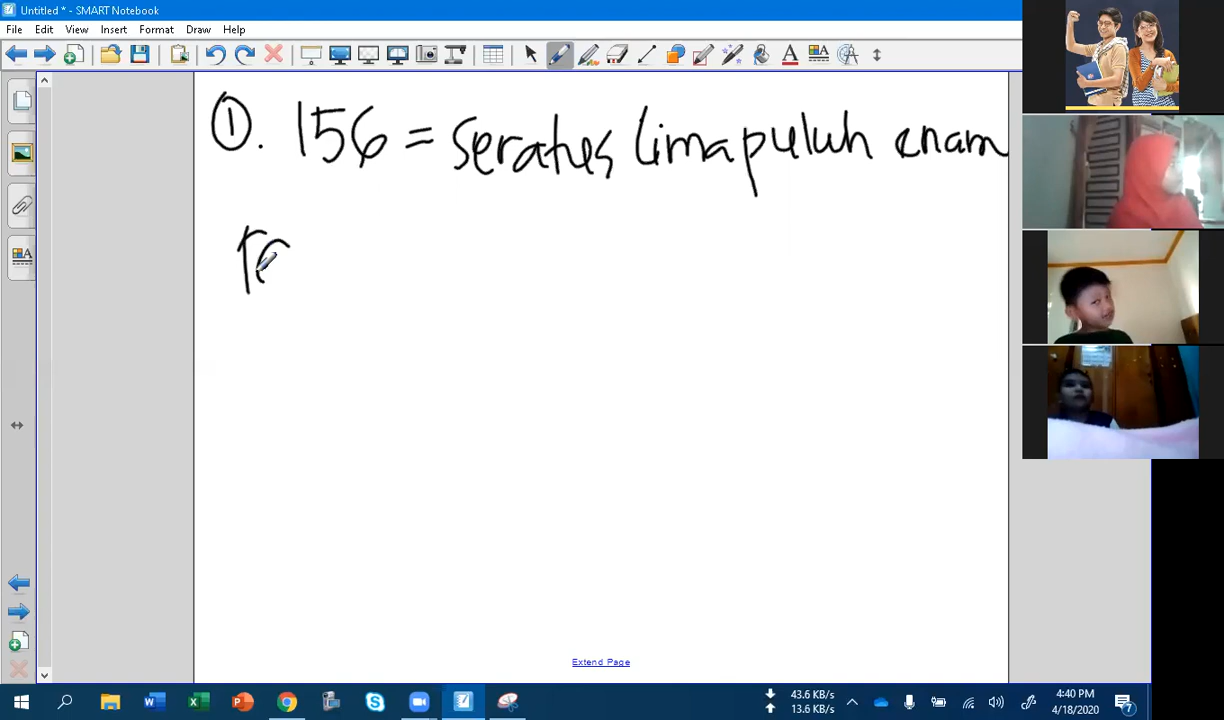 Untitled * - SMART Notebook
File Edit View Insert Format Draw Help
①. 156 = seratus limapuluh enam
Extend Page
43.6 KB/s
13.6 KB/s
4:40 PM
4/18/2020
7